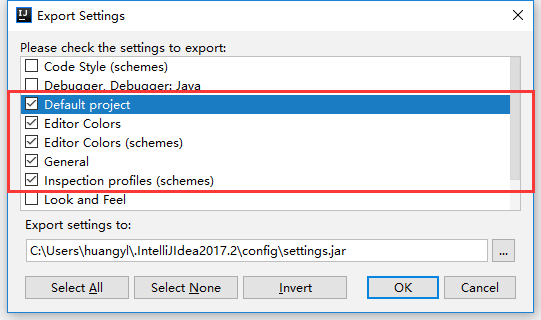 IJ
Export Settings
Please check the settings to export:
Code Style (schemes)
Debugger, Debugger: Java
Default project
Editor Colors
Editor Colors (schemes)
General
Inspection profiles (schemes)
Look and Feel
Export settings to:
C:\Users\huangyl\.IntelliJIdea2017.2\config\settings.jar
...
Select All
Select None
Invert
OK
Cancel